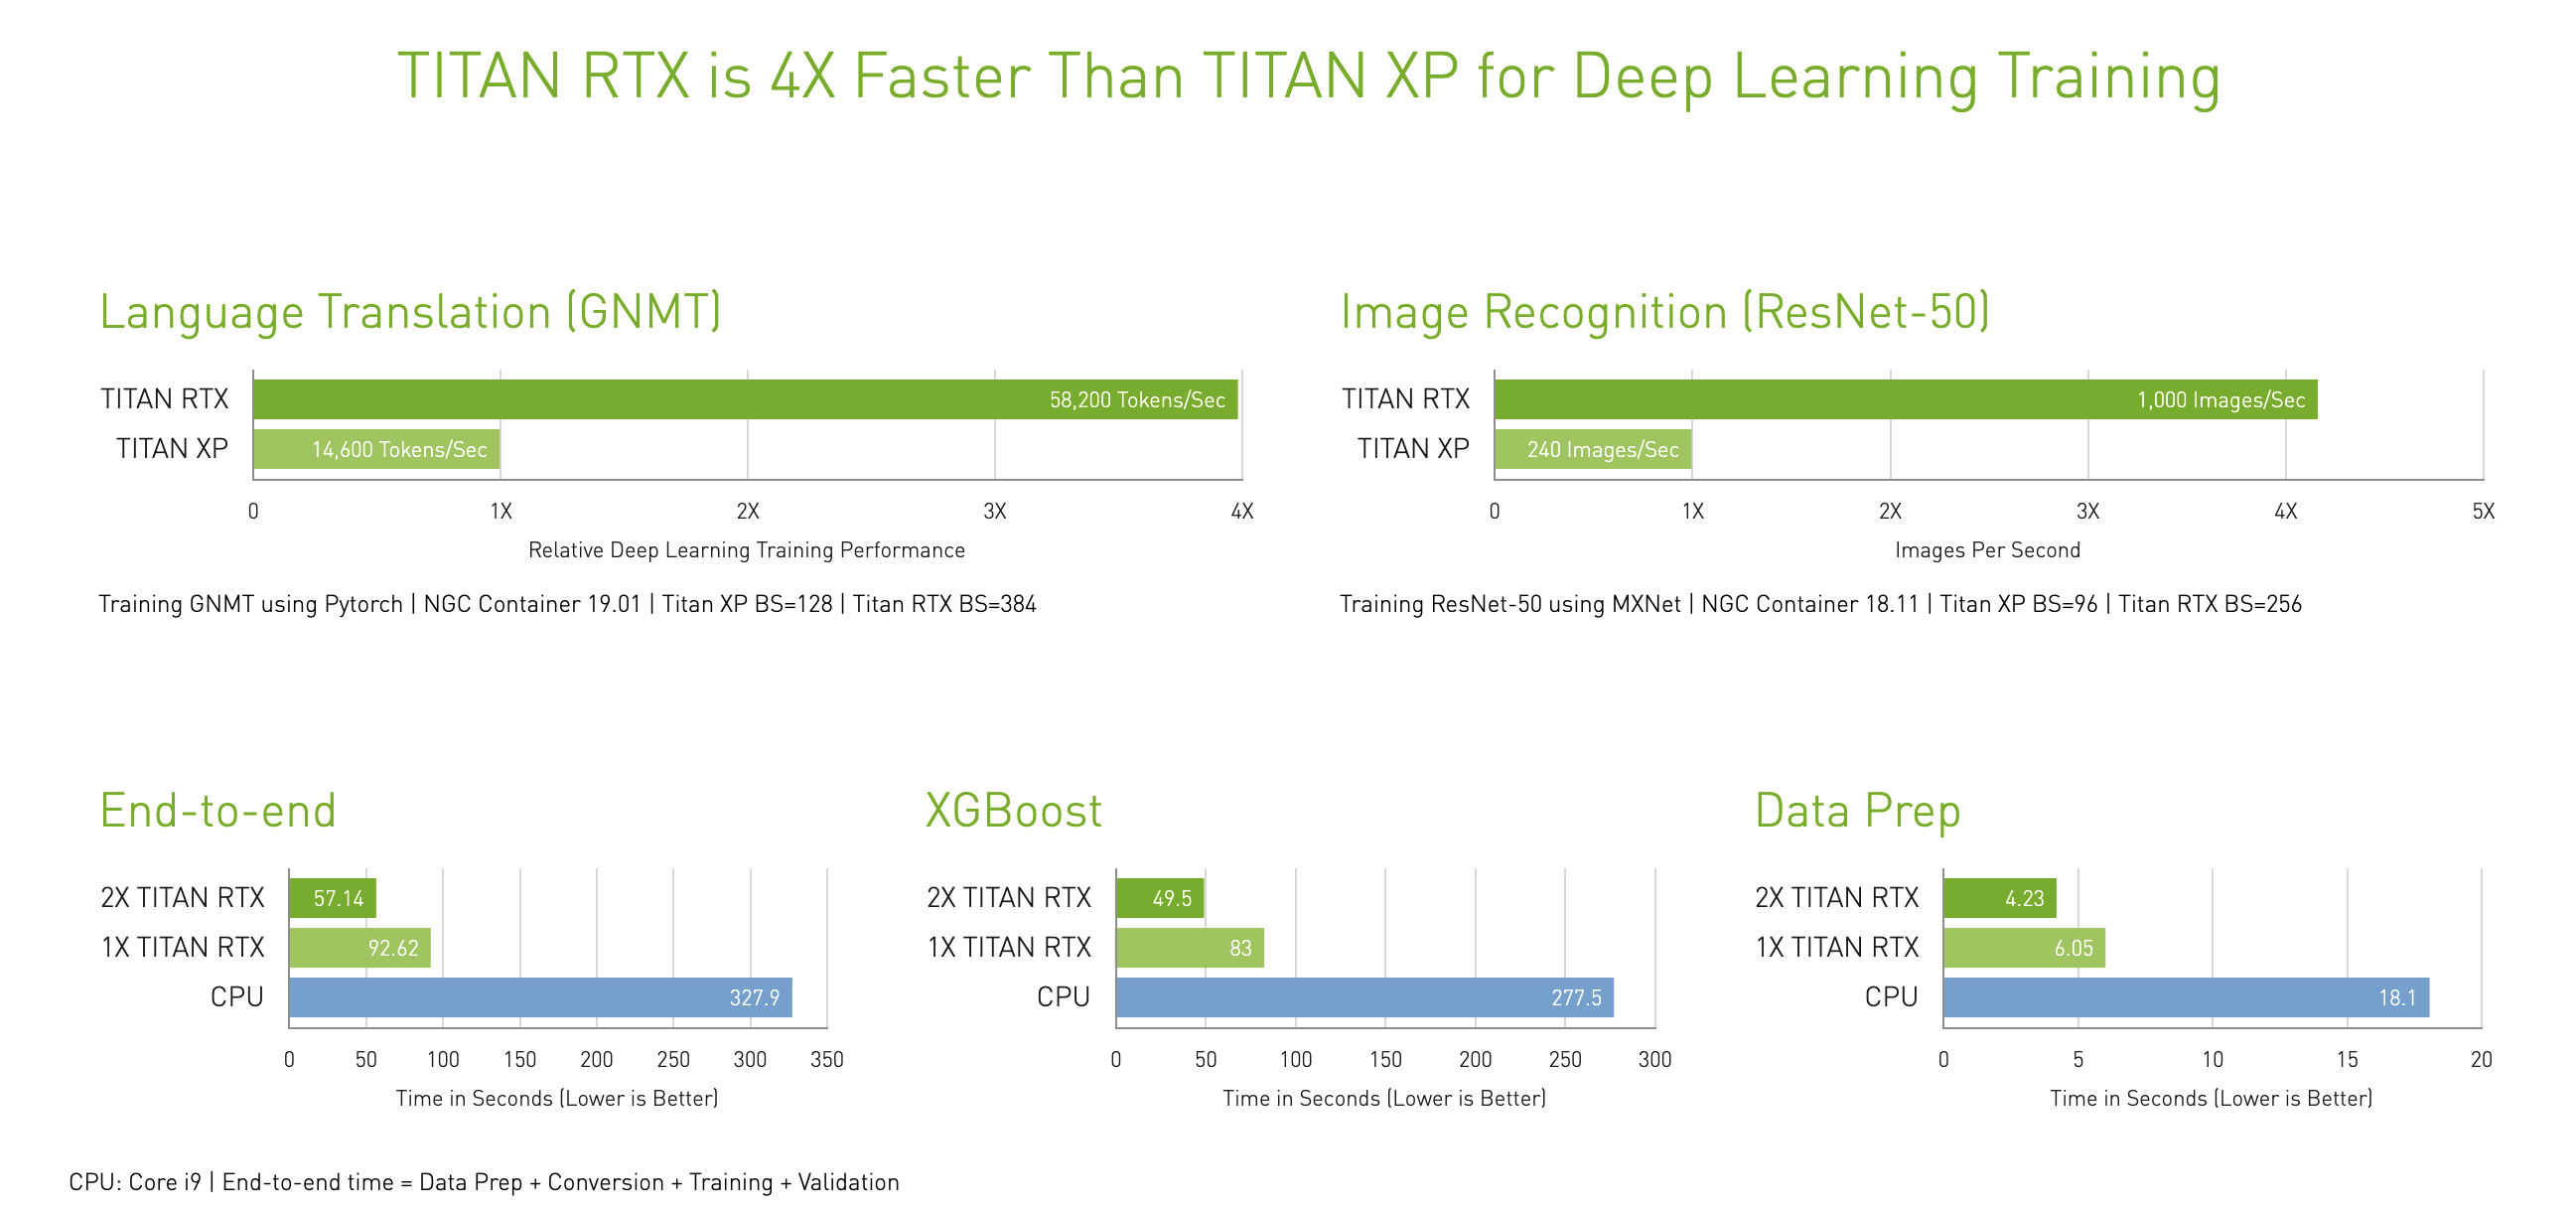 TITAN RTX is 4X Faster Than TITAN XP for Deep Learning Training
Language Translation (GNMT)
TITAN RTX
58,200 Tokens/Sec
TITAN XP
14,600 Tokens/Sec
0 1X 2X 3X 4X
Relative Deep Learning Training Performance
Training GNMT using Pytorch | NGC Container 19.01 | Titan XP BS=128 | Titan RTX BS=384
Image Recognition (ResNet-50)
TITAN RTX
1,000 Images/Sec
TITAN XP
240 Images/Sec
0 1X 2X 3X 4X 5X
Images Per Second
Training ResNet-50 using MXNet | NGC Container 18.11 | Titan XP BS=96 | Titan RTX BS=256
End-to-end
2X TITAN RTX
57.14
1X TITAN RTX
92.62
CPU
327.9
0 50 100 150 200 250 300 350
Time in Seconds (Lower is Better)
XGBoost
2X TITAN RTX
49.5
1X TITAN RTX
83
CPU
277.5
0 50 100 150 200 250 300
Time in Seconds (Lower is Better)
Data Prep
2X TITAN RTX
4.23
1X TITAN RTX
6.05
CPU
18.1
0 5 10 15 20
Time in Seconds (Lower is Better)
CPU: Core i9 | End-to-end time = Data Prep + Conversion + Training + Validation